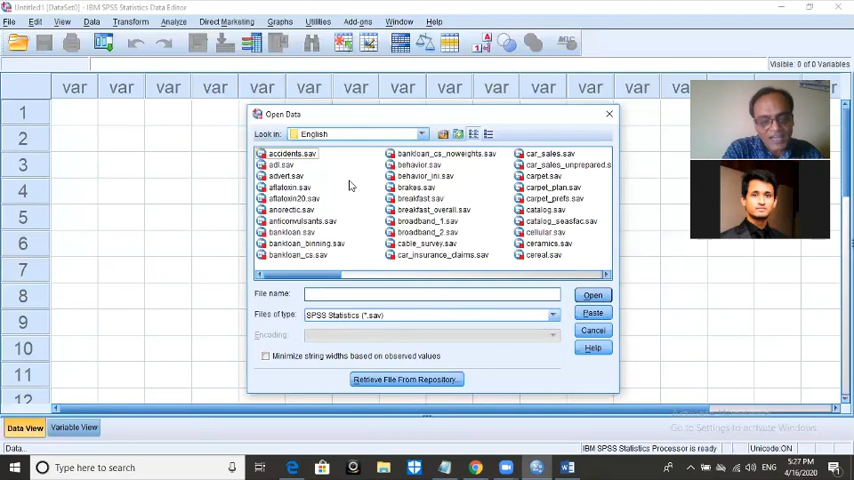 Untitled1 [DataSet0] - IBM SPSS Statistics Data Editor
File Edit View Data Transform Analyze Direct Marketing Graphs Utilities Add-ons Window Help
Visible: 0 of 0 Variables
var var var var var var var var var var var var var var
1
2
3
4
5
6
7
8
9
10
11
12
Open Data
Look in: English
accidents.sav
adl.sav
advert.sav
aflatoxin.sav
aflatoxin20.sav
anorectic.sav
anticonvulsants.sav
bankloan.sav
bankloan_binning.sav
bankloan_cs.sav
bankloan_cs_noweights.sav
behavior.sav
behavior_ini.sav
brakes.sav
breakfast.sav
breakfast_overall.sav
broadband_1.sav
broadband_2.sav
cable_survey.sav
car_insurance_claims.sav
car_sales.sav
car_sales_unprepared.s
carpet.sav
carpet_plan.sav
carpet_prefs.sav
catalog.sav
catalog_seasfac.sav
cellular.sav
ceramics.sav
cereal.sav
File name:
Open
Files of type: SPSS Statistics (*.sav)
Paste
Encoding:
Cancel
Help
Minimize string widths based on observed values
Retrieve File From Repository...
Go to Settings to activate Windows.
Data View Variable View
Data... IBM SPSS Statistics Processor is ready Unicode:ON
Type here to search
ENG
5:27 PM
4/16/2020